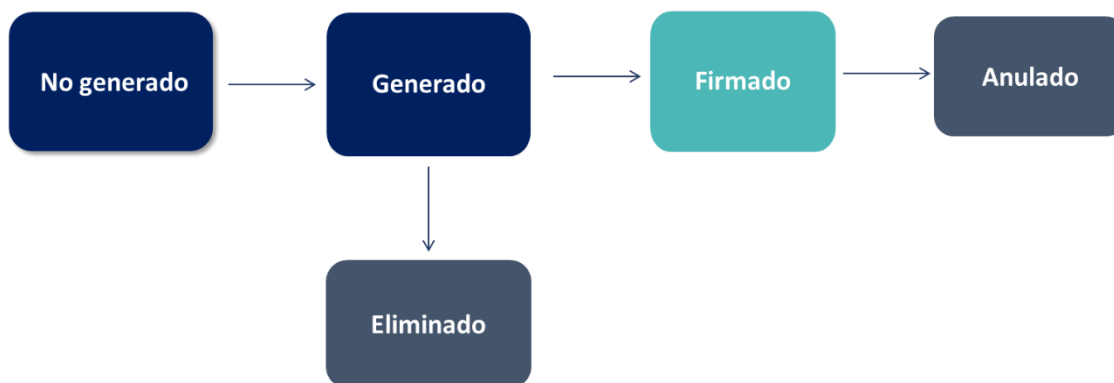 No generado
Generado
Firmado
Anulado
Eliminado